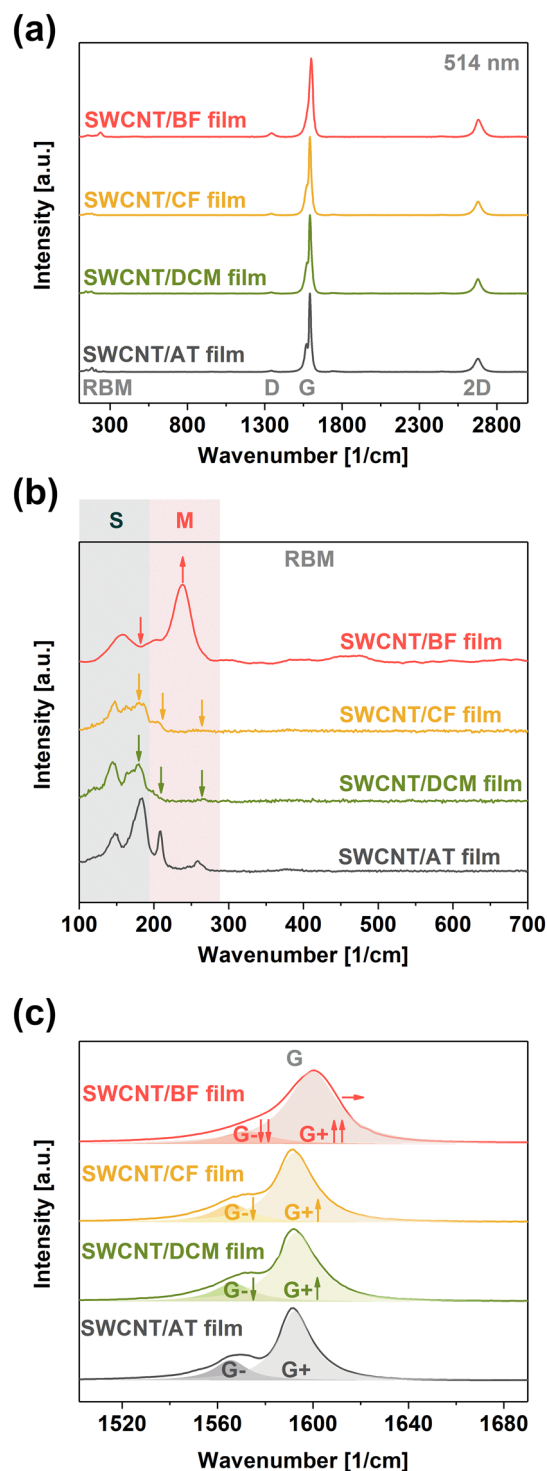 (a)
514 nm
SWCNT/BF film
SWCNT/CF film
SWCNT/DCM film
SWCNT/AT film
RBM D G 2D
Intensity [a.u.]
300 800 1300 1800 2300 2800
Wavenumber [1/cm]
(b)
S M
RBM
SWCNT/BF film
SWCNT/CF film
SWCNT/DCM film
SWCNT/AT film
Intensity [a.u.]
100 200 300 400 500 600 700
Wavenumber [1/cm]
(c)
G
SWCNT/BF film
G- G+
SWCNT/CF film
G- G+
SWCNT/DCM film
G- G+
SWCNT/AT film
G- G+
Intensity [a.u.]
1520 1560 1600 1640 1680
Wavenumber [1/cm]